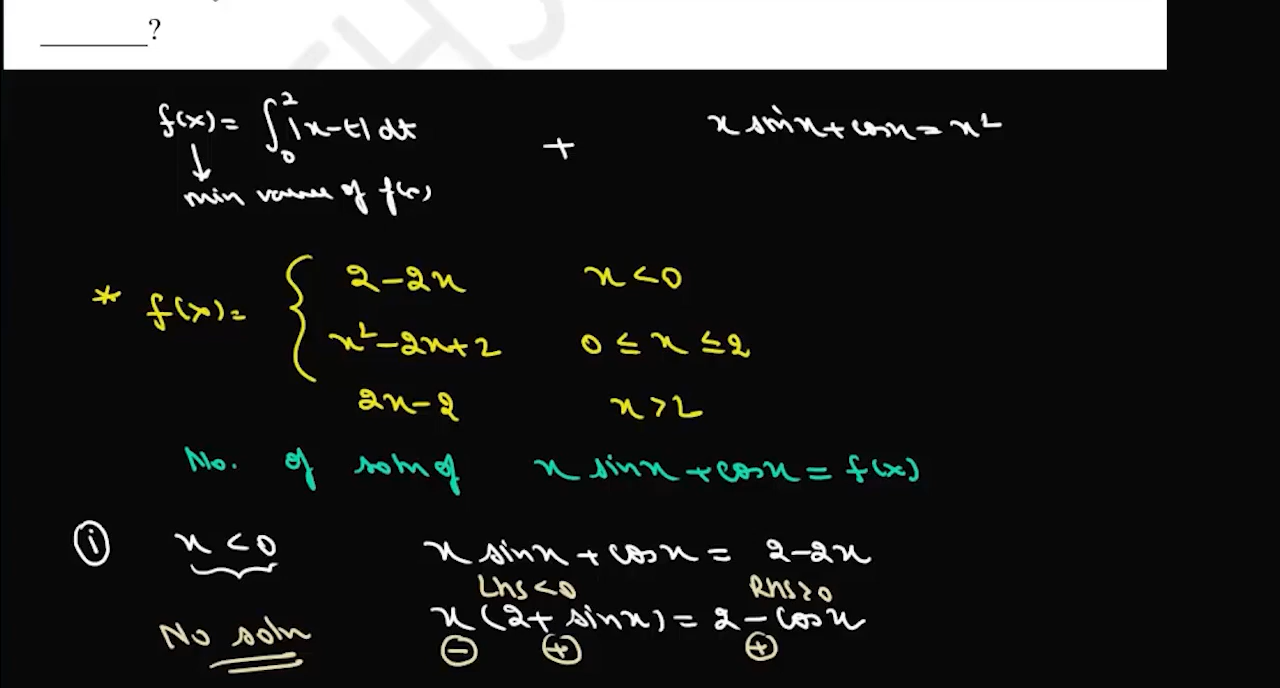 ________?
f(x) = ∫₀² |x-t| dt + x sinx + cosx = x²
↓
min value of f(x)
* f(x) = { 2-2x x<0
x²-2x+2 0 ≤ x ≤ 2
2x-2 x>2
No. of soln of x sinx + cosx = f(x)
(i) x<0 x sinx + cosx = 2-2x
Lhs<0 Rhs>0
x(2+sinx) = 2-cosx
No soln ⊖ ⊕ ⊕